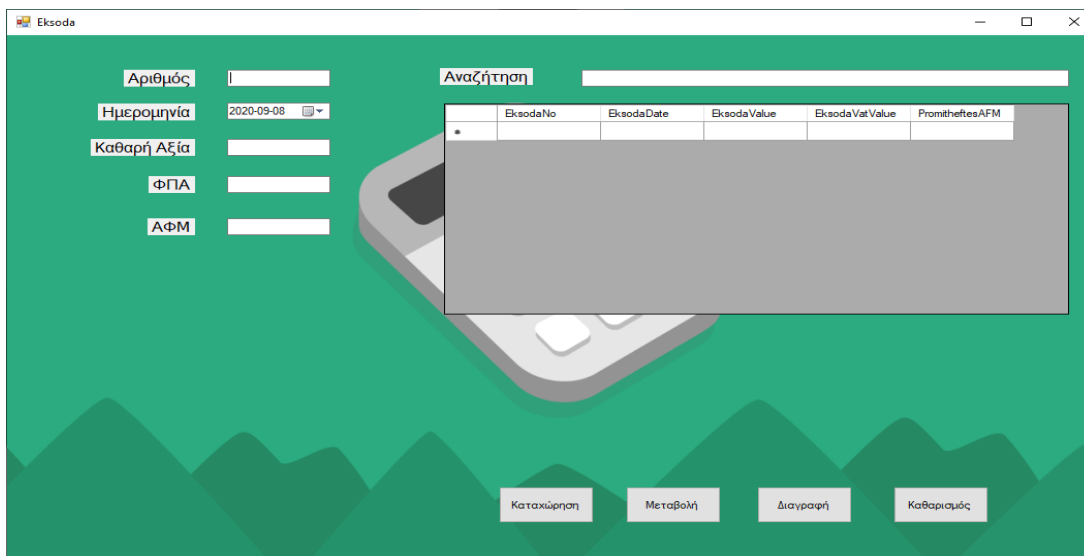 Eksoda
Αριθμός
Ημερομηνία 2020-09-08
Καθαρή Αξία
ΦΠΑ
ΑΦΜ
Αναζήτηση
EksodaNo EksodaDate EksodaValue EksodaVatValue PromitheftesAFM
Καταχώρηση Μεταβολή Διαγραφή Καθαρισμός